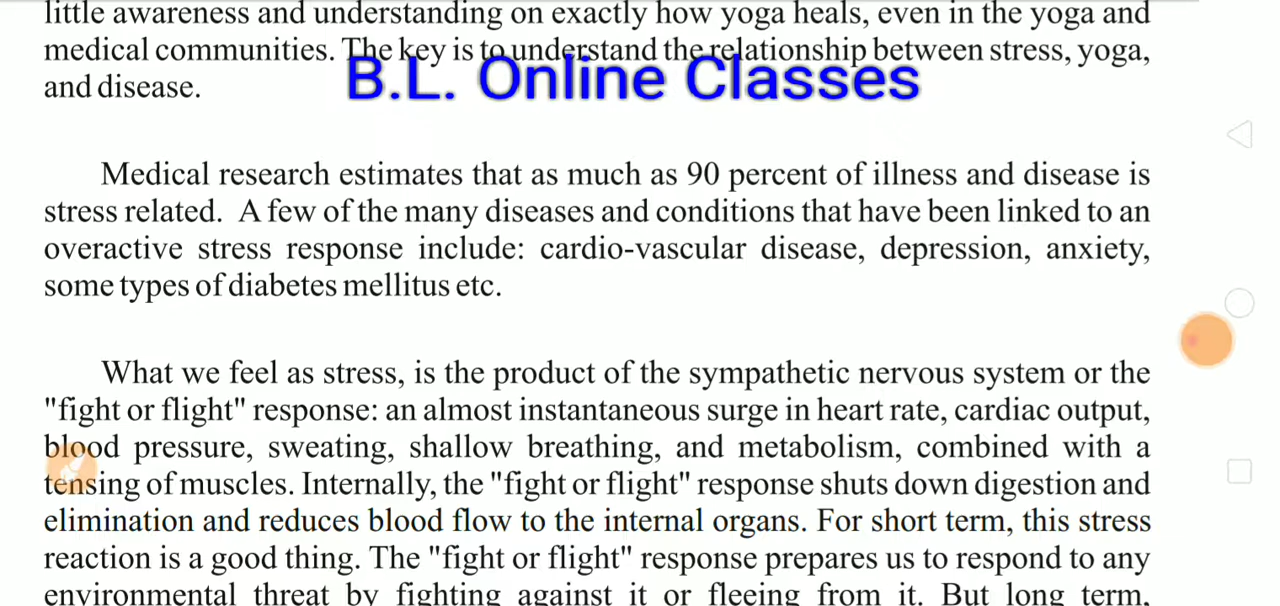 little awareness and understanding on exactly how yoga heals, even in the yoga and
medical communities. The key is to understand the relationship between stress, yoga,
and disease.
B.L. Online Classes
Medical research estimates that as much as 90 percent of illness and disease is
stress related. A few of the many diseases and conditions that have been linked to an
overactive stress response include: cardio-vascular disease, depression, anxiety,
some types of diabetes mellitus etc.
What we feel as stress, is the product of the sympathetic nervous system or the
"fight or flight" response: an almost instantaneous surge in heart rate, cardiac output,
blood pressure, sweating, shallow breathing, and metabolism, combined with a
tensing of muscles. Internally, the "fight or flight" response shuts down digestion and
elimination and reduces blood flow to the internal organs. For short term, this stress
reaction is a good thing. The "fight or flight" response prepares us to respond to any
environmental threat by fighting against it or fleeing from it. But long term,